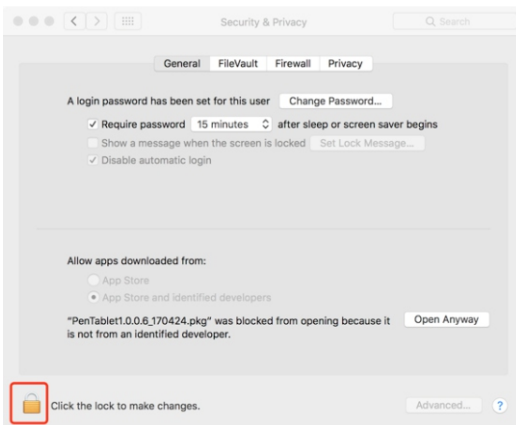 Security & Privacy
Search
General FileVault Firewall Privacy
A login password has been set for this user Change Password...
Require password 15 minutes after sleep or screen saver begins
Show a message when the screen is locked Set Lock Message...
Disable automatic login
Allow apps downloaded from:
App Store
App Store and identified developers
"PenTablet1.0.0.6_170424.pkg" was blocked from opening because it Open Anyway
is not from an identified developer.
Click the lock to make changes. Advanced... ?